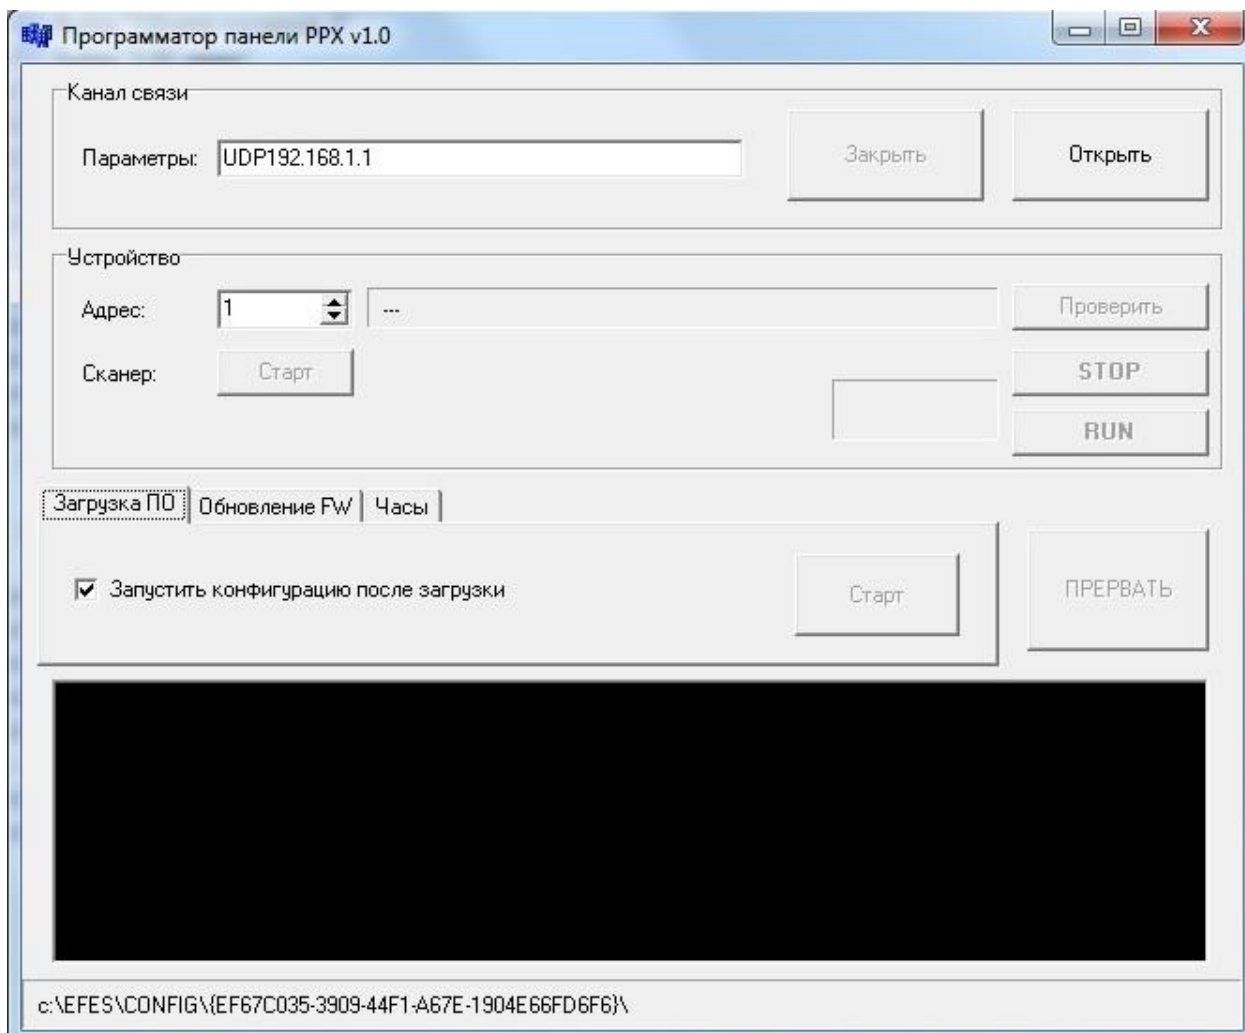 Программатор панели PPX v1.0
Канал связи
Параметры: UDP192.168.1.1 Закрыть Открыть
Устройство
Адрес: 1 --- Проверить
Сканер: Старт STOP
RUN
Загрузка ПО Обновление FW Часы
Запустить конфигурацию после загрузки Старт ПРЕРВАТЬ
c:\EFES\CONFIG\{EF67C035-3909-44F1-A67E-1904E66FD6F6}\